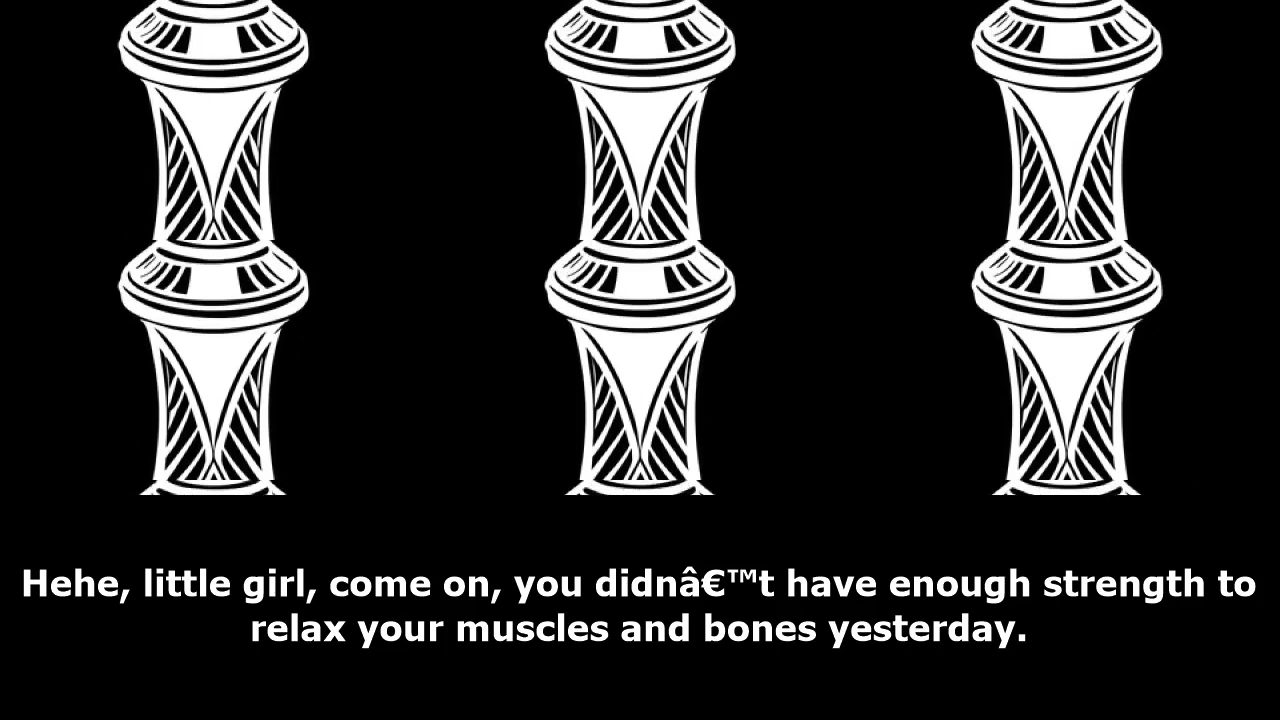 Hehe, little girl, come on, you didnâ€™t have enough strength to
relax your muscles and bones yesterday.